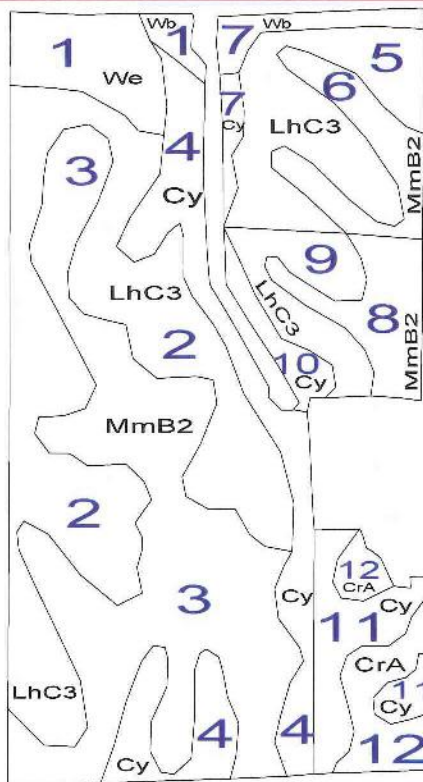 Wb Wb
1 1 7 5
We 6
7
Cy LhC3
4
3 Cy
MmB2
9
LhC3 LhC3
2 8
10
Cy MmB2
MmB2
2
12
CrA
3 Cy Cy
11
CrA
11
LhC3 Cy
4 4 12
Cy